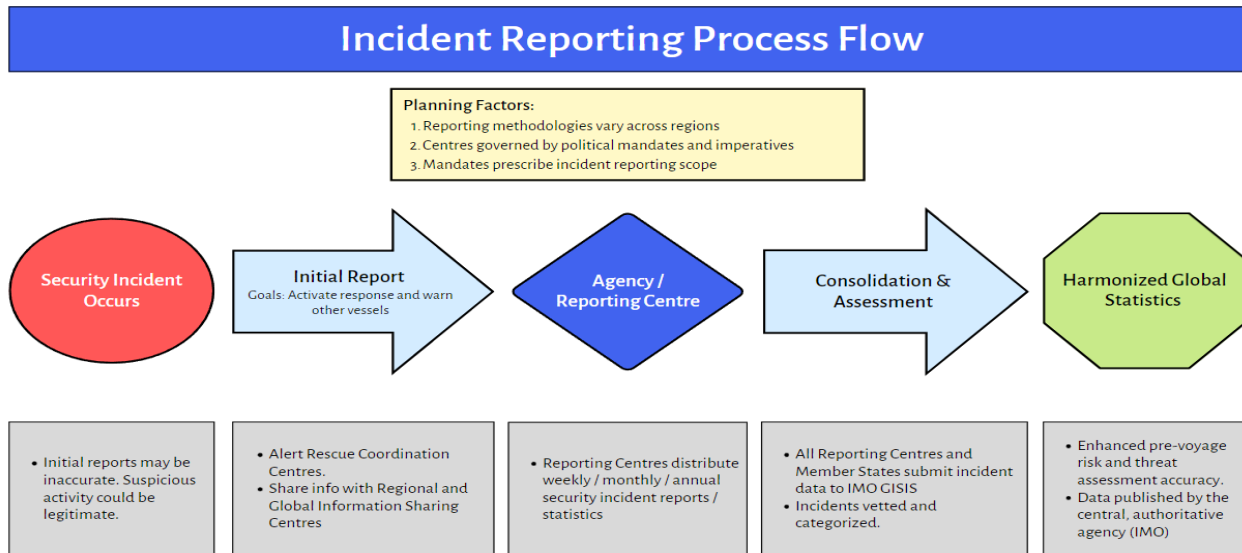 Incident Reporting Process Flow
Planning Factors:
1. Reporting methodologies vary across regions
2. Centres governed by political mandates and imperatives
3. Mandates prescribe incident reporting scope
Security Incident
Occurs
Initial Report
Goals: Activate response and warn
other vessels
Agency /
Reporting Centre
Consolidation &
Assessment
Harmonized Global
Statistics
• Initial reports may be
inaccurate. Suspicious
activity could be
legitimate.
• Alert Rescue Coordination
Centres.
• Share info with Regional and
Global Information Sharing
Centres
• Reporting Centres distribute
weekly / monthly / annual
security incident reports /
statistics
• All Reporting Centres and
Member States submit incident
data to IMO GISIS
• Incidents vetted and
categorized.
• Enhanced pre-voyage
risk and threat
assessment accuracy.
• Data published by the
central, authoritative
agency (IMO)